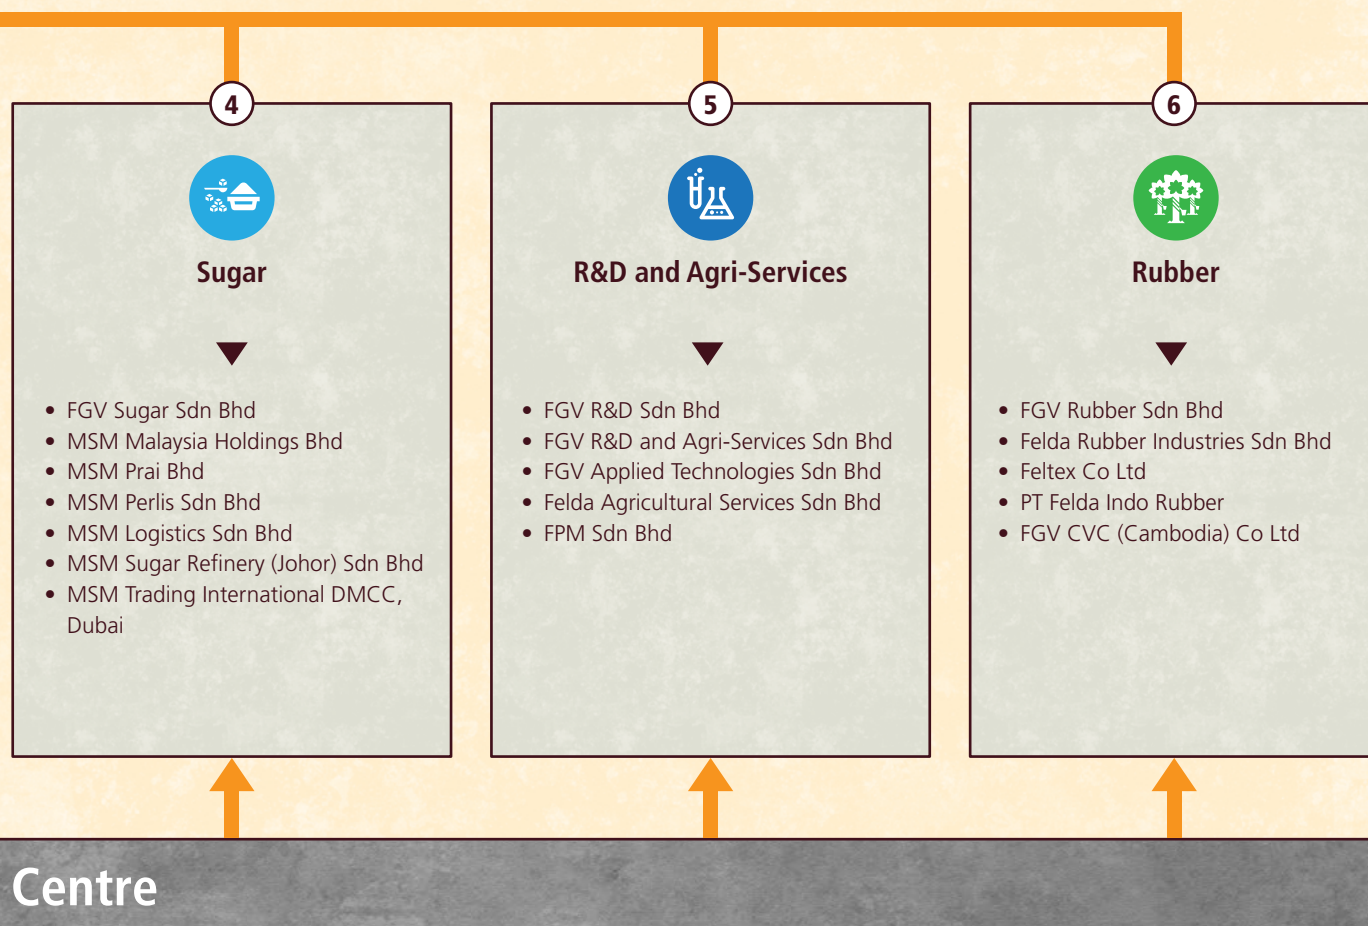 4
Sugar
• FGV Sugar Sdn Bhd
• MSM Malaysia Holdings Bhd
• MSM Prai Bhd
• MSM Perlis Sdn Bhd
• MSM Logistics Sdn Bhd
• MSM Sugar Refinery (Johor) Sdn Bhd
• MSM Trading International DMCC,
Dubai
5
R&D and Agri-Services
• FGV R&D Sdn Bhd
• FGV R&D and Agri-Services Sdn Bhd
• FGV Applied Technologies Sdn Bhd
• Felda Agricultural Services Sdn Bhd
• FPM Sdn Bhd
6
Rubber
• FGV Rubber Sdn Bhd
• Felda Rubber Industries Sdn Bhd
• Feltex Co Ltd
• PT Felda Indo Rubber
• FGV CVC (Cambodia) Co Ltd
Centre